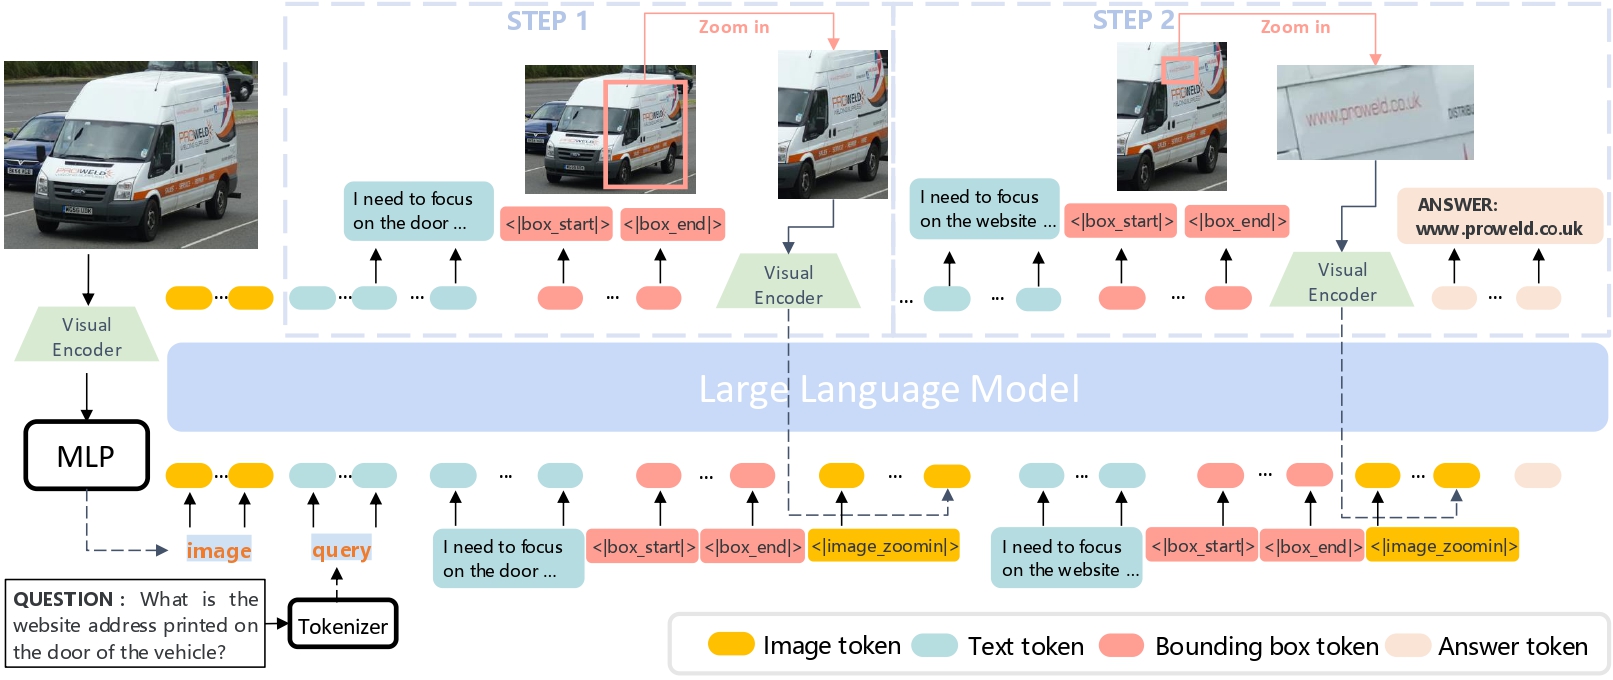 STEP 1
Zoom in
STEP 2
Zoom in
PROWELD
PROWELD
PROWELD
PROWELD
www.proweld.co.uk
I need to focus
on the door ...
<|box_start|>
<|box_end|>
I need to focus
on the website ...
<|box_start|>
<|box_end|>
ANSWER:
www.proweld.co.uk
Visual
Encoder
Visual
Encoder
Visual
Encoder
...
...
...
...
...
...
...
...
Large Language Model
MLP
...
...
...
...
...
...
...
...
image
query
I need to focus
on the door ...
<|box_start|>
<|box_end|>
<|image_zoomin|>
I need to focus
on the website ...
<|box_start|>
<|box_end|>
<|image_zoomin|>
QUESTION : What is the
website address printed on
the door of the vehicle?
Tokenizer
Image token
Text token
Bounding box token
Answer token